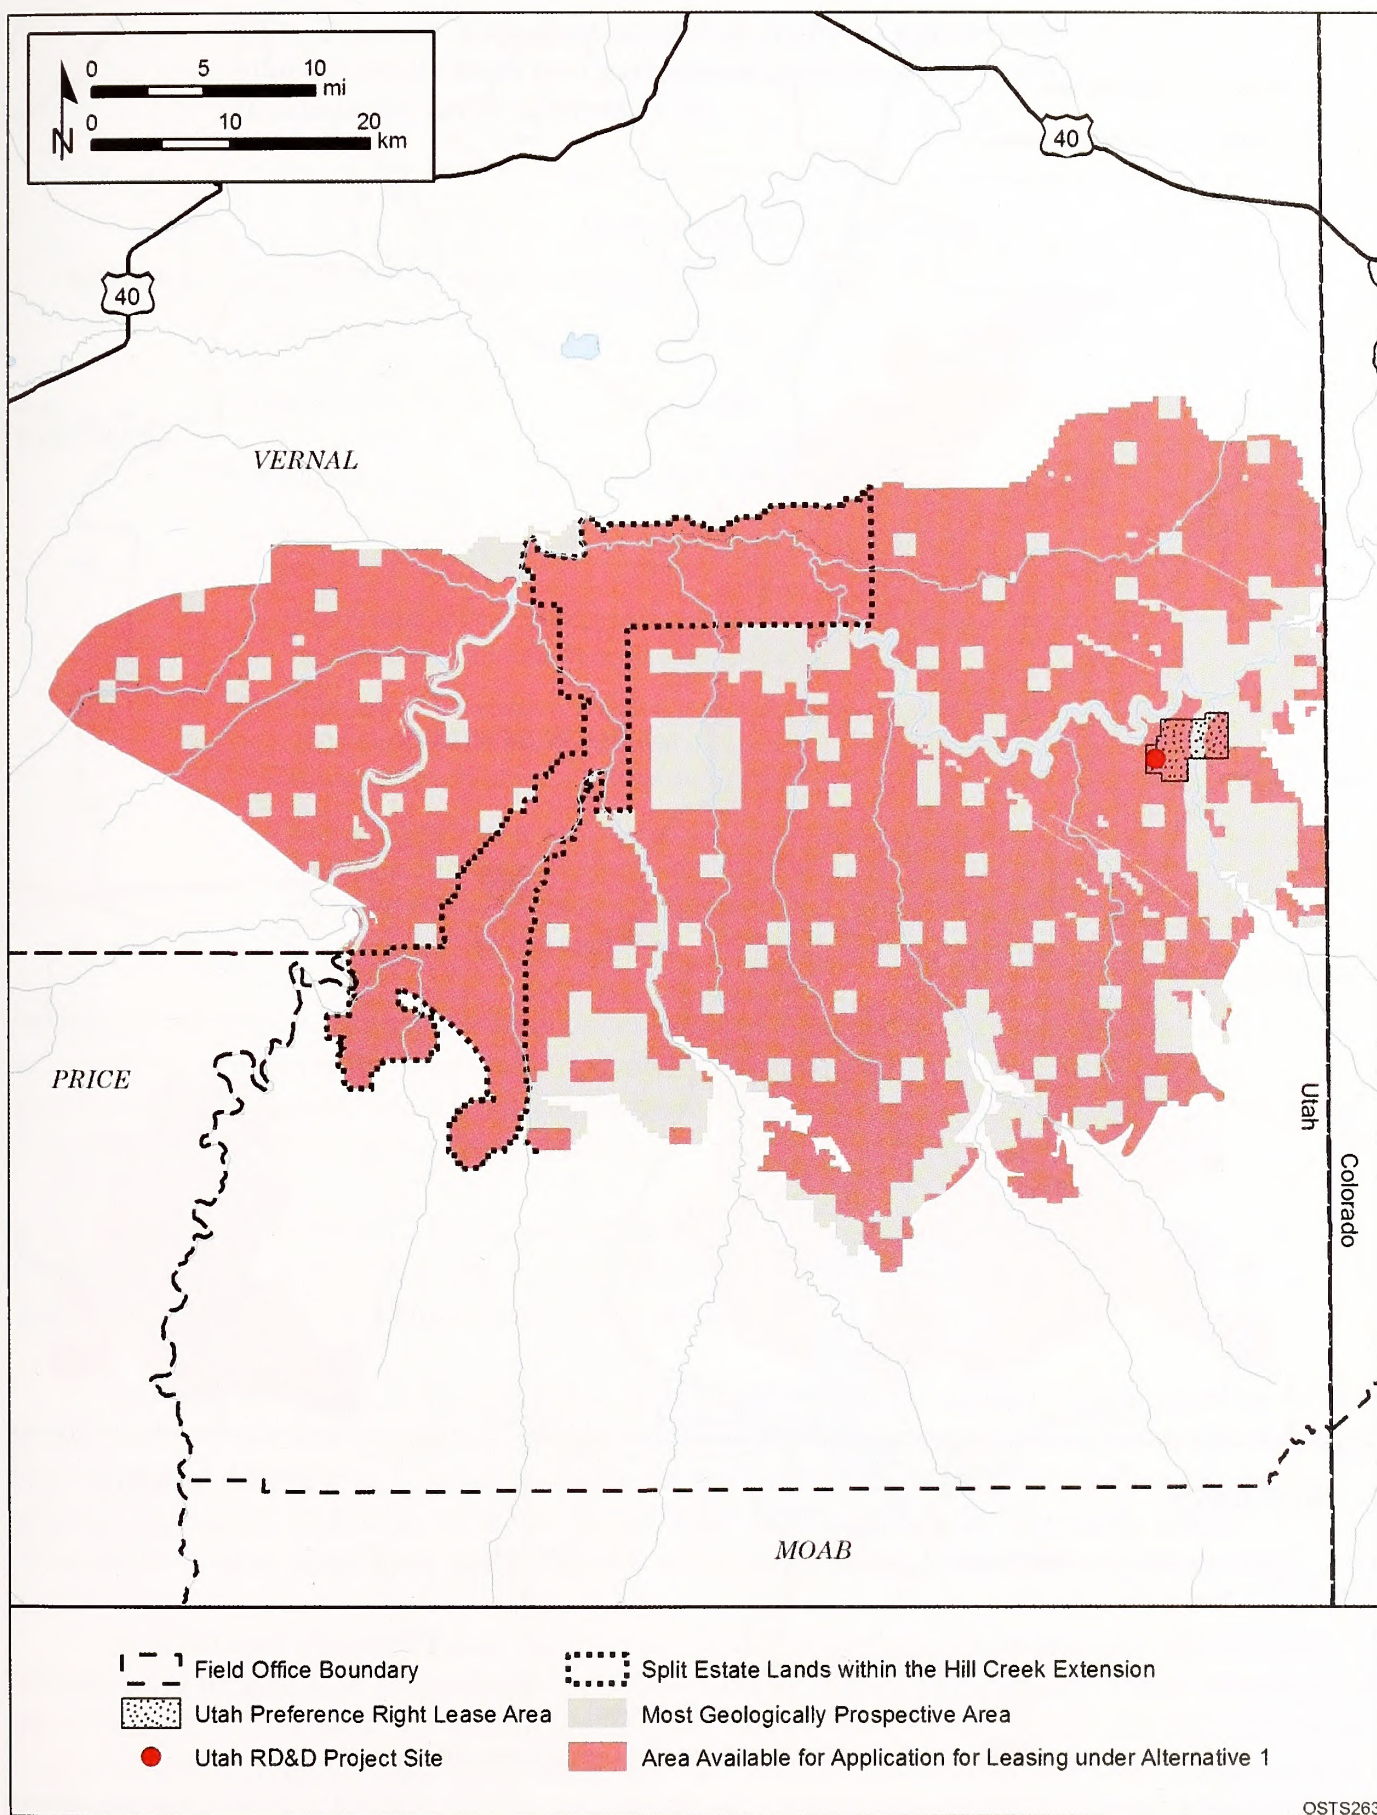 0 5 10 mi
0 10 20 km
N
40
40
VERNAL
PRICE
Utah
Colorado
MOAB
Field Office Boundary
Split Estate Lands within the Hill Creek Extension
Utah Preference Right Lease Area
Most Geologically Prospective Area
Utah RD&D Project Site
Area Available for Application for Leasing under Alternative 1
OSTS263